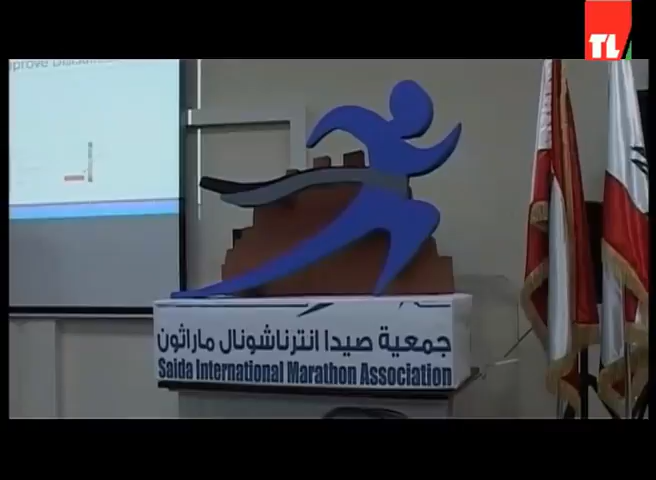 TL
جمعية صيدا انترناشونال ماراثون
Saida International Marathon Association